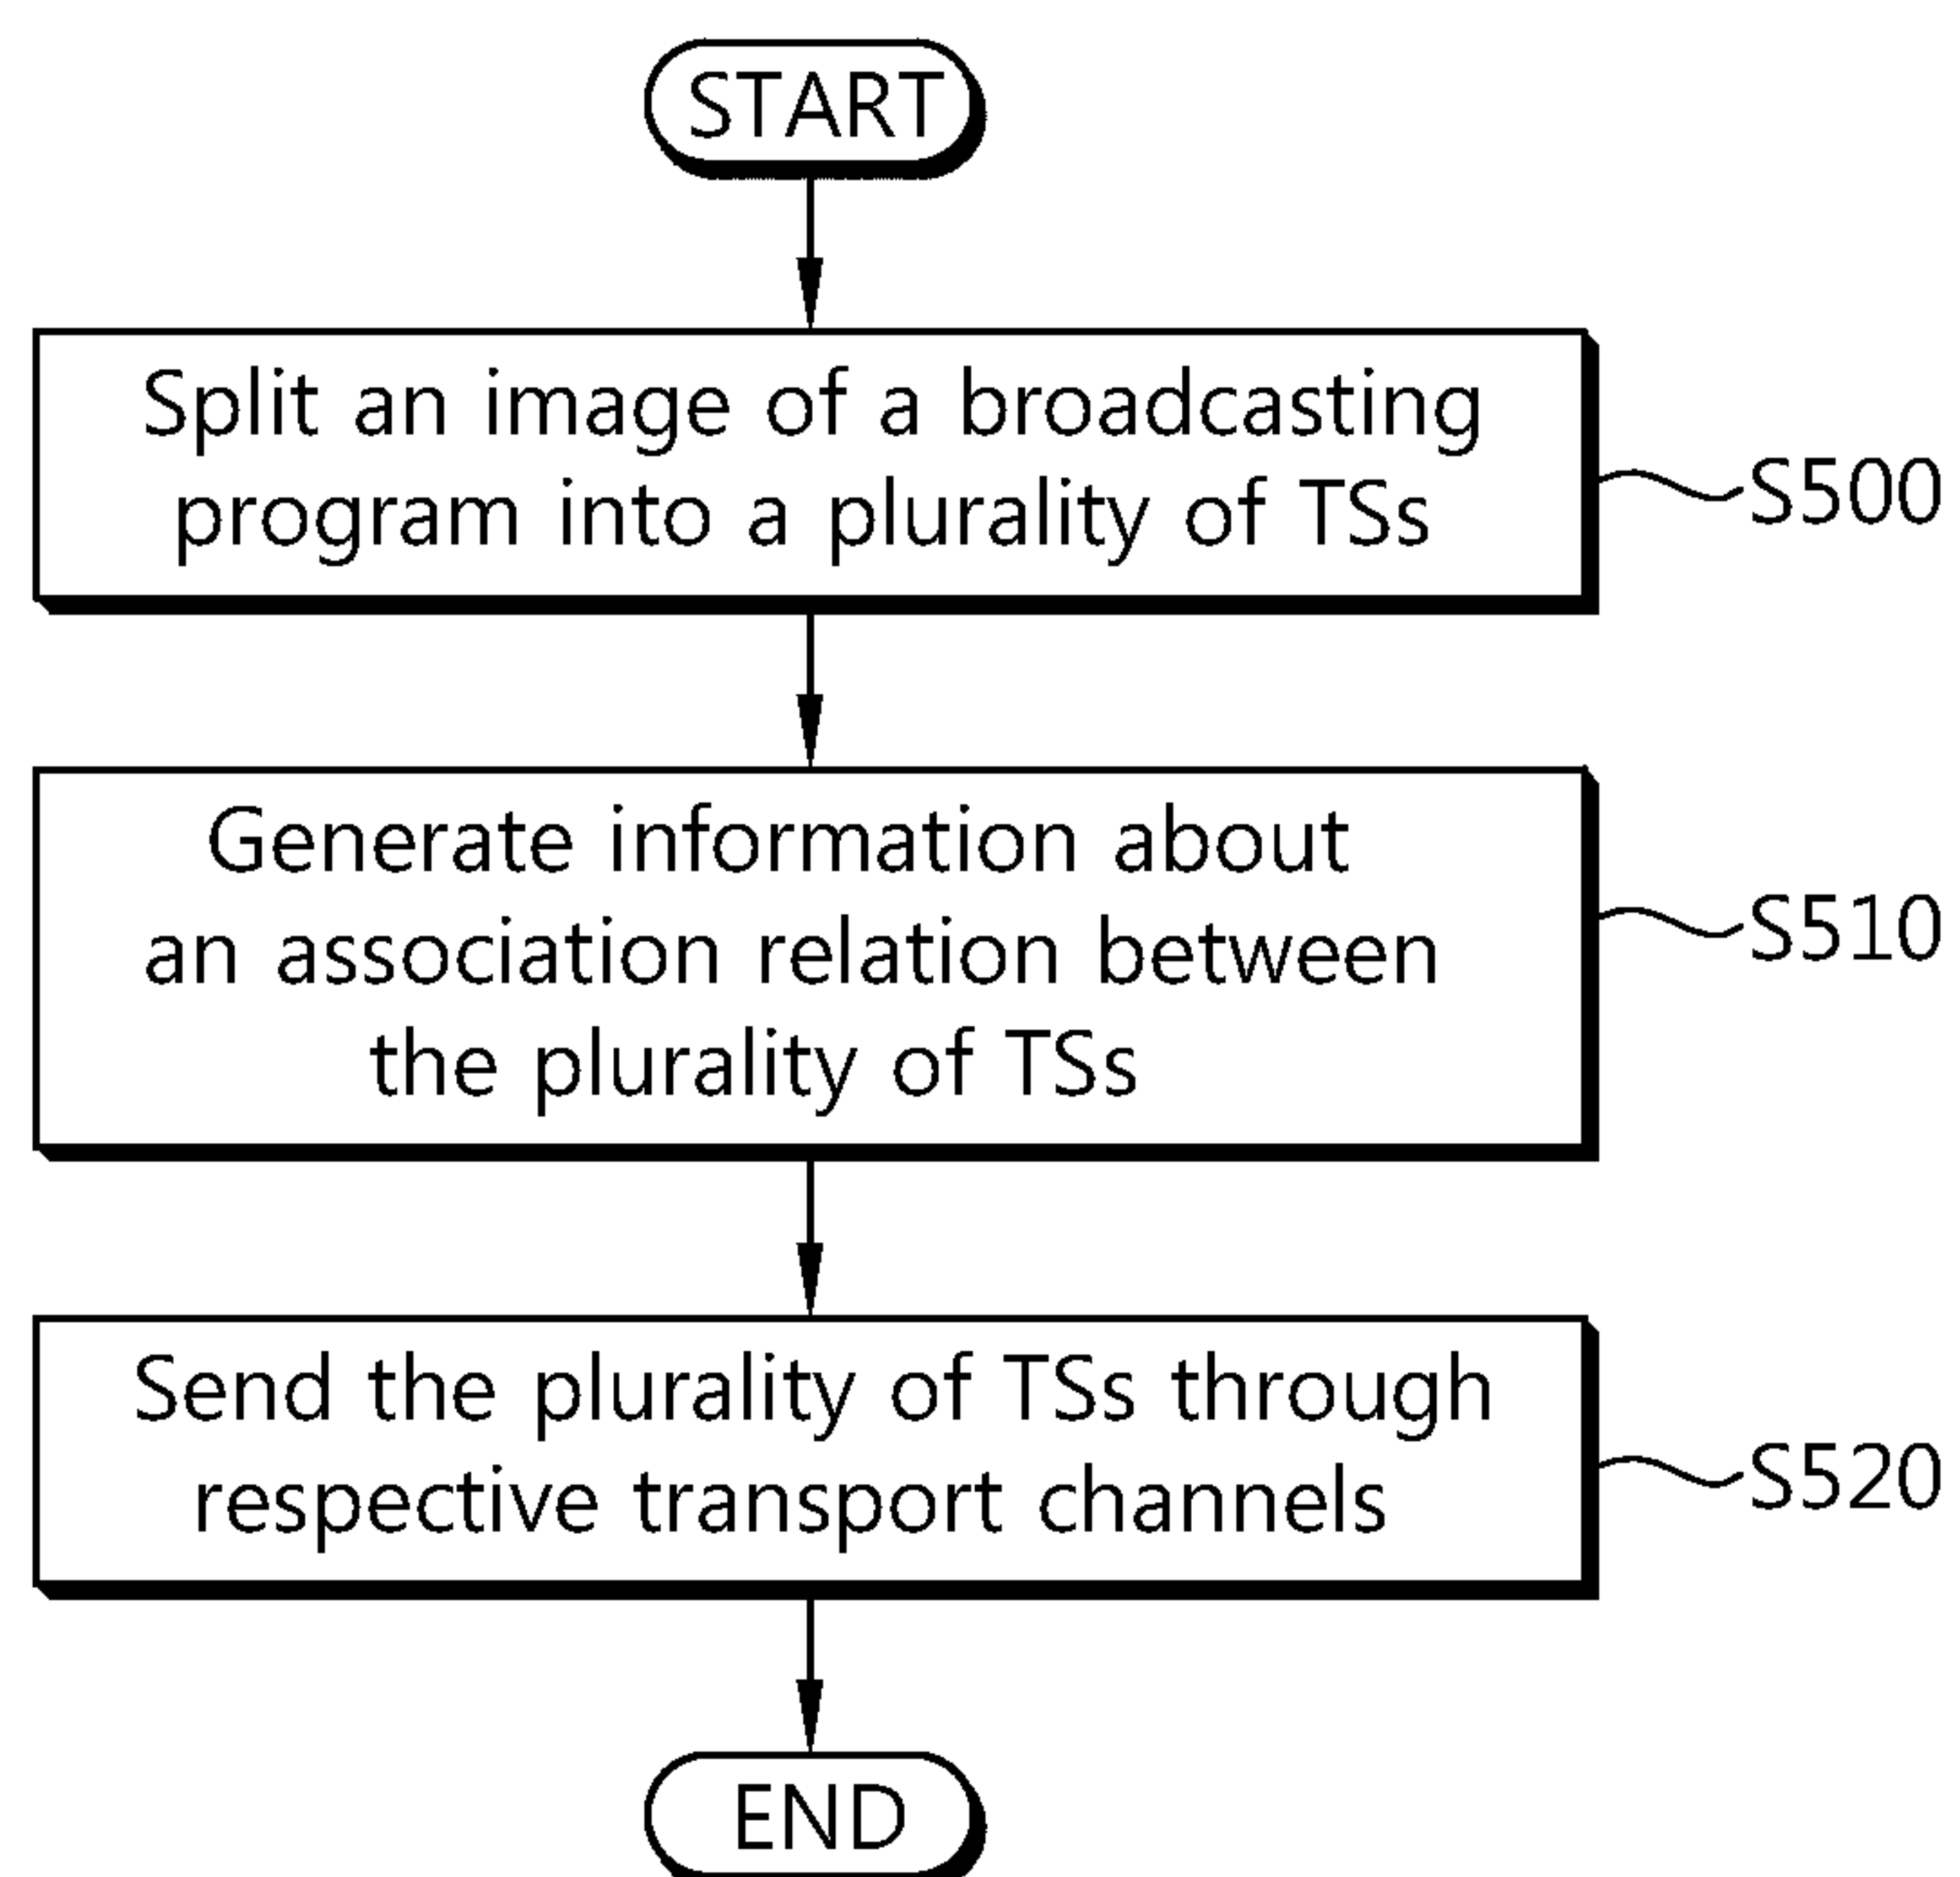 START
Split an image of a broadcasting
program into a plurality of TSs
S500
Generate information about
an association relation between
the plurality of TSs
S510
Send the plurality of TSs through
respective transport channels
S520
END